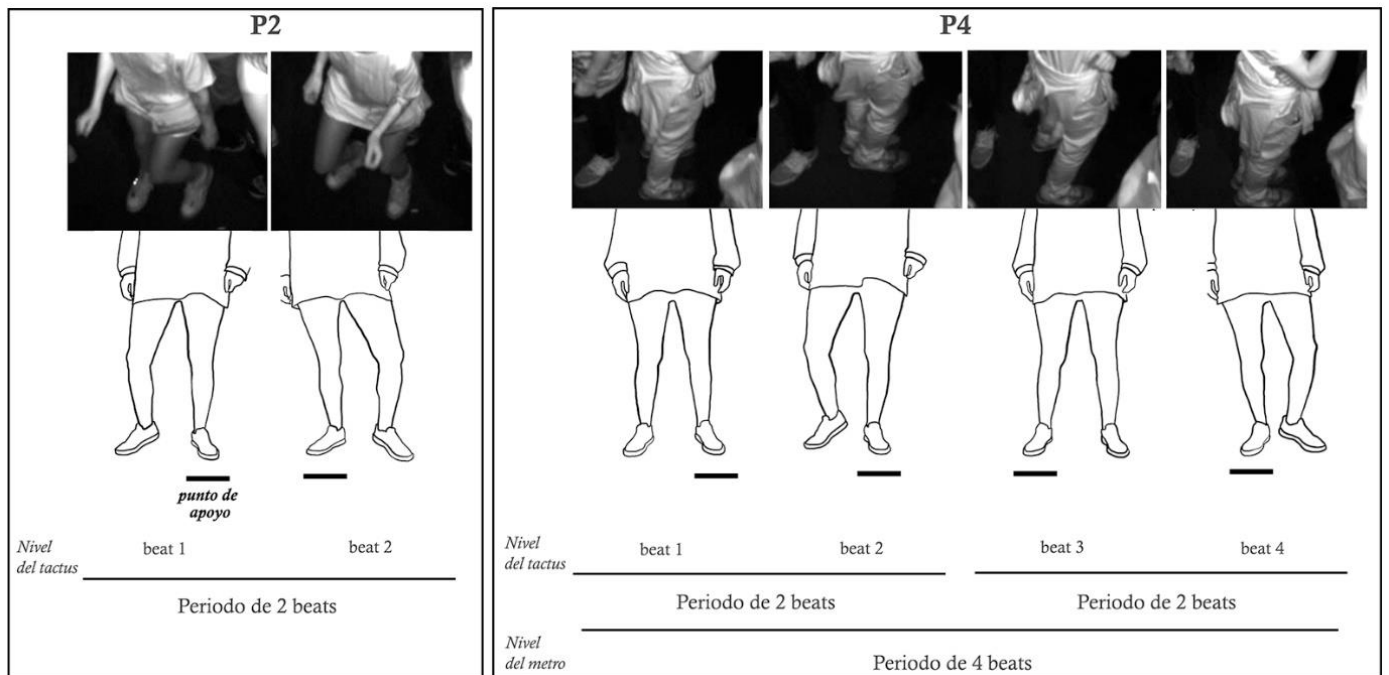 P2
punto de
apoyo
Nivel
del tactus
beat 1
beat 2
Periodo de 2 beats
P4
Nivel
del tactus
beat 1
beat 2
beat 3
beat 4
Periodo de 2 beats
Periodo de 2 beats
Nivel
del metro
Periodo de 4 beats